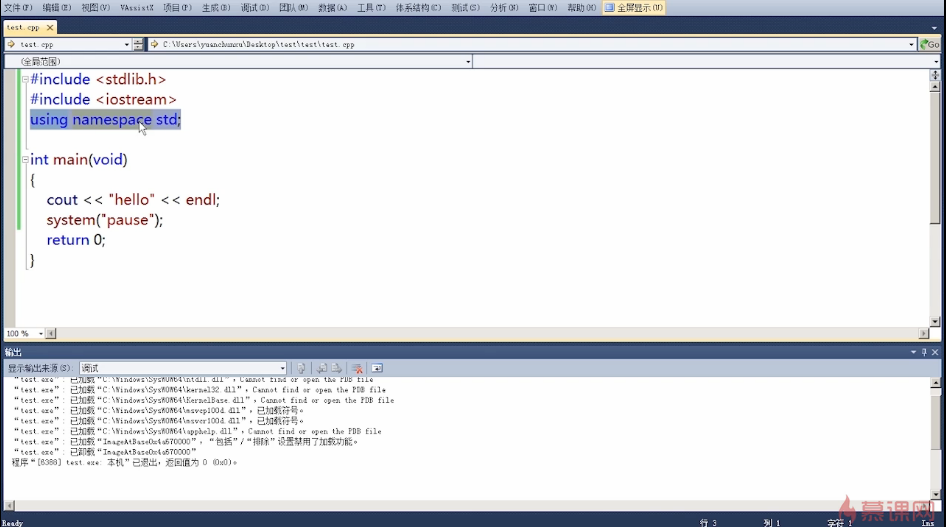 文件(F) 编辑(E) 视图(V) VAssistX 项目(P) 生成(B) 调试(D) 团队(M) 数据(A) 工具(T) 体系结构(C) 测试(S) 分析(N) 窗口(W) 帮助(H) 全屏显示(U)
test.cpp
test.cpp C:\Users\yuanchunxu\Desktop\test\test\test.cpp Go
(全局范围)
#include <stdlib.h>
#include <iostream>
using namespace std;
int main(void)
{
cout << "hello" << endl;
system("pause");
return 0;
}
100 %
输出
显示输出来源(S): 调试
“test.exe”: 已加载“C:\Windows\SysWOW64\ntdll.dll”，Cannot find or open the PDB file
“test.exe”: 已加载“C:\Windows\SysWOW64\kernel32.dll”，Cannot find or open the PDB file
“test.exe”: 已加载“C:\Windows\SysWOW64\KernelBase.dll”，Cannot find or open the PDB file
“test.exe”: 已加载“C:\Windows\SysWOW64\msvcp100d.dll”，已加载符号。
“test.exe”: 已加载“C:\Windows\SysWOW64\msvcr100d.dll”，已加载符号。
“test.exe”: 已加载“C:\Windows\SysWOW64\apphelp.dll”，Cannot find or open the PDB file
“test.exe”: 已加载“ImageAtBase0x4a570000”，“包括”/“排除”设置禁用了加载功能。
“test.exe”: 已卸载“ImageAtBase0x4a570000”
程序“[6386] test.exe: 本机”已退出，返回值为 0 (0x0)。
慕课网
Ready 行 3 列 1 字符 1 Ins